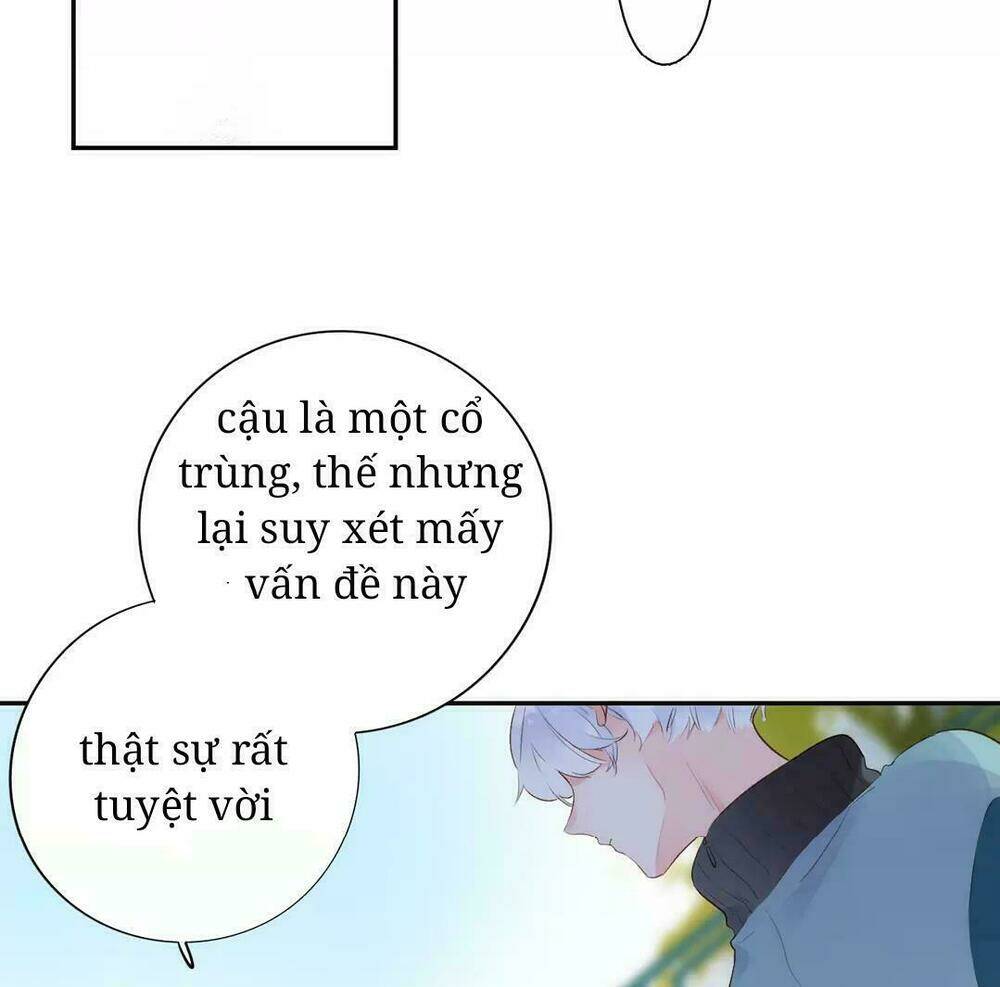 cậu là một cổ
trùng, thế nhưng
lại suy xét mấy
vấn đề này
thật sự rất
tuyệt vời